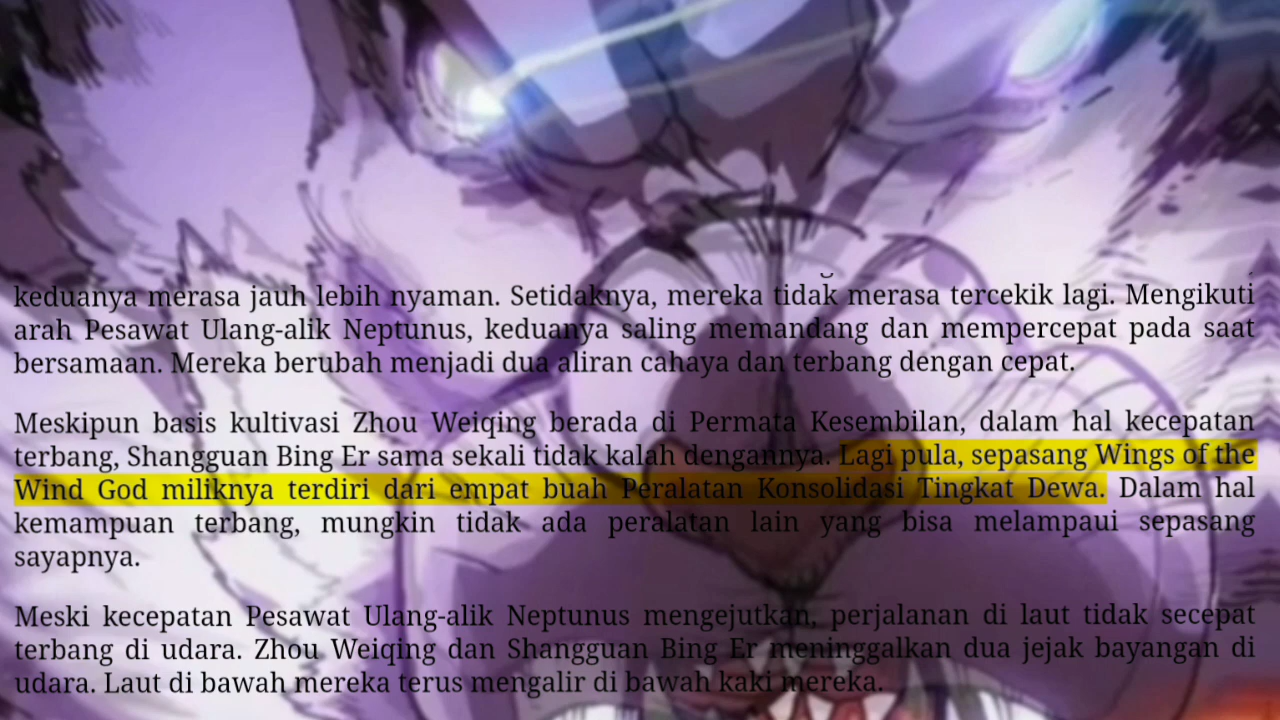 keduanya merasa jauh lebih nyaman. Setidaknya, mereka tidak merasa tercekik lagi. Mengikuti
arah Pesawat Ulang-alik Neptunus, keduanya saling memandang dan mempercepat pada saat
bersamaan. Mereka berubah menjadi dua aliran cahaya dan terbang dengan cepat.
Meskipun basis kultivasi Zhou Weiqing berada di Permata Kesembilan, dalam hal kecepatan
terbang, Shangguan Bing Er sama sekali tidak kalah dengannya. Lagi pula, sepasang Wings of the
Wind God miliknya terdiri dari empat buah Peralatan Konsolidasi Tingkat Dewa. Dalam hal
kemampuan terbang, mungkin tidak ada peralatan lain yang bisa melampaui sepasang
sayapnya.
Meski kecepatan Pesawat Ulang-alik Neptunus mengejutkan, perjalanan di laut tidak secepat
terbang di udara. Zhou Weiqing dan Shangguan Bing Er meninggalkan dua jejak bayangan di
udara. Laut di bawah mereka terus mengalir di bawah kaki mereka.